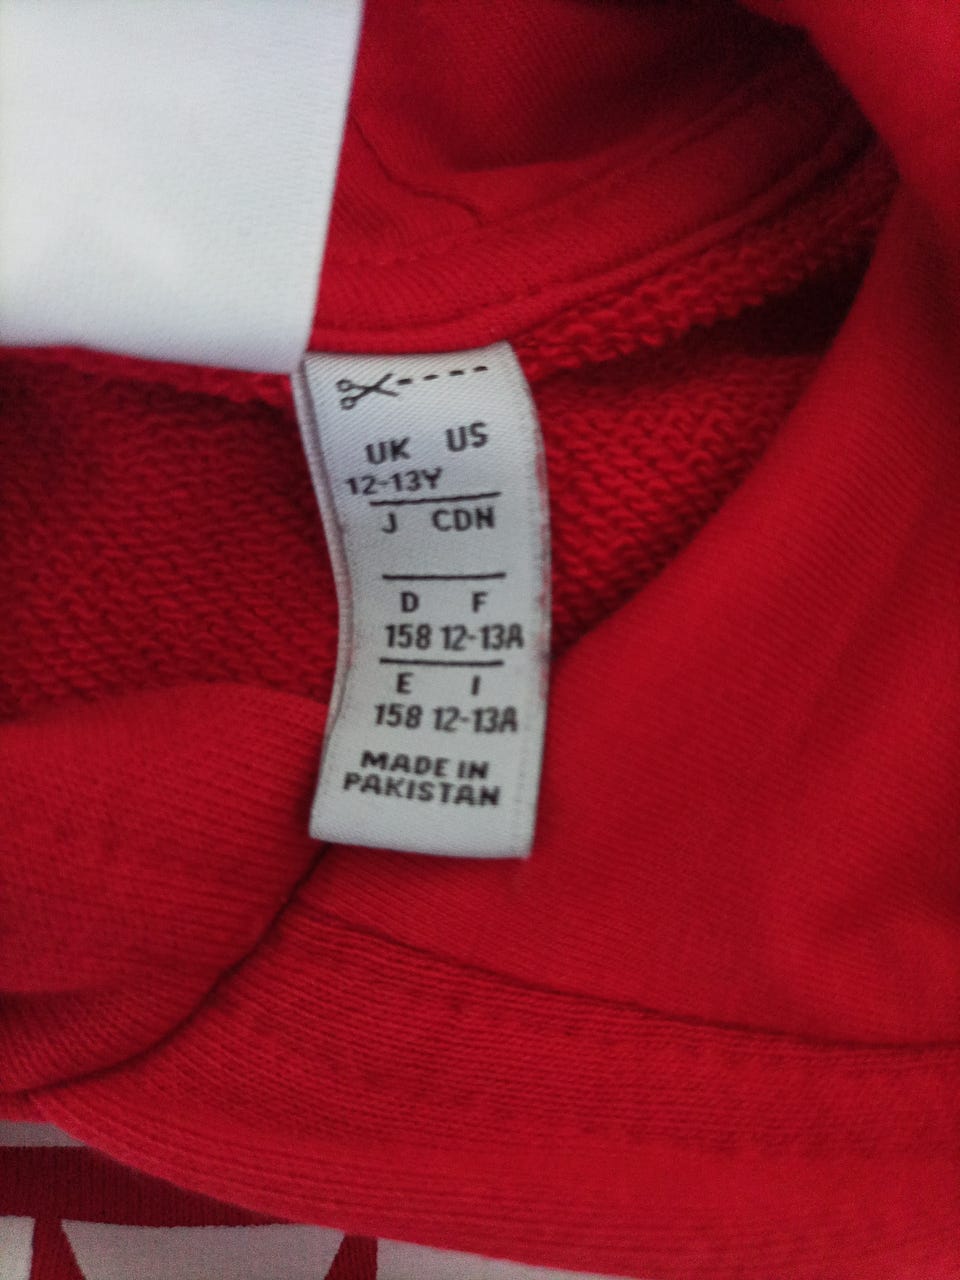 UK US
12-13Y
J CDN
D F
158 12-13A
E I
158 12-13A
MADE IN
PAKISTAN